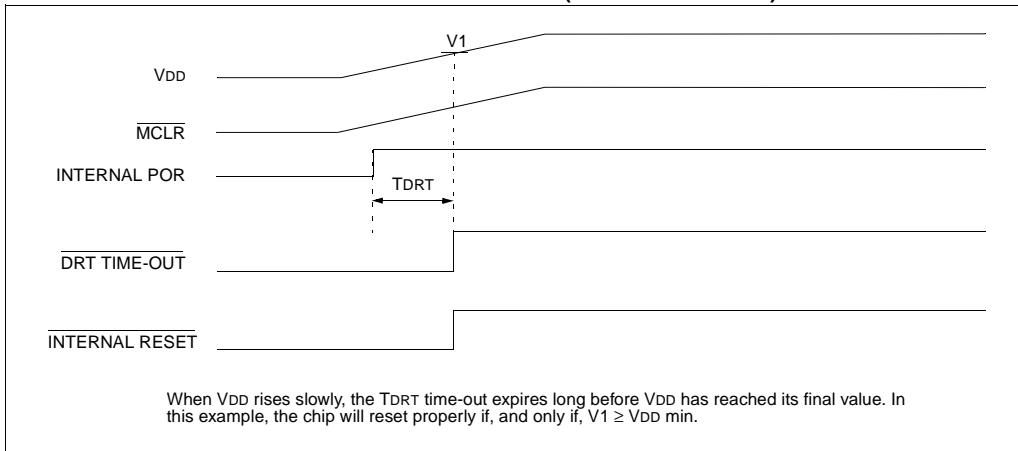 V1
VDD
MCLR
INTERNAL POR
TDRT
DRT TIME-OUT
INTERNAL RESET
When VDD rises slowly, the TDRT time-out expires long before VDD has reached its final value. In
this example, the chip will reset properly if, and only if, V1 ≥ VDD min.